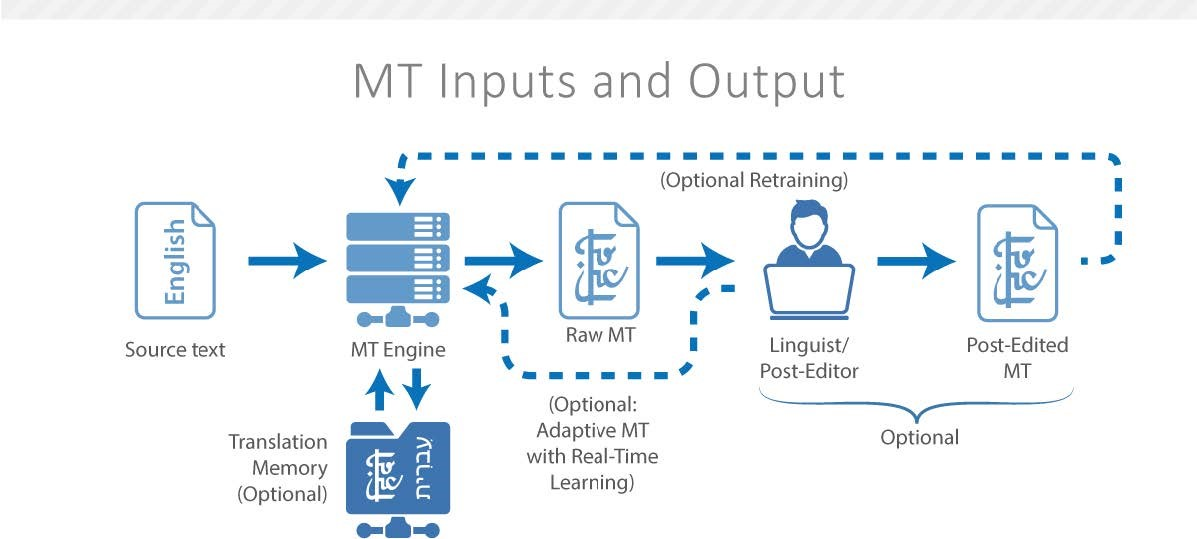 MT Inputs and Output
(Optional Retraining)
English
Source text
MT Engine
Raw MT
Linguist/
Post-Editor
Post-Edited
MT
Optional
(Optional:
Adaptive MT
with Real-Time
Learning)
Translation
Memory
(Optional)
עברית